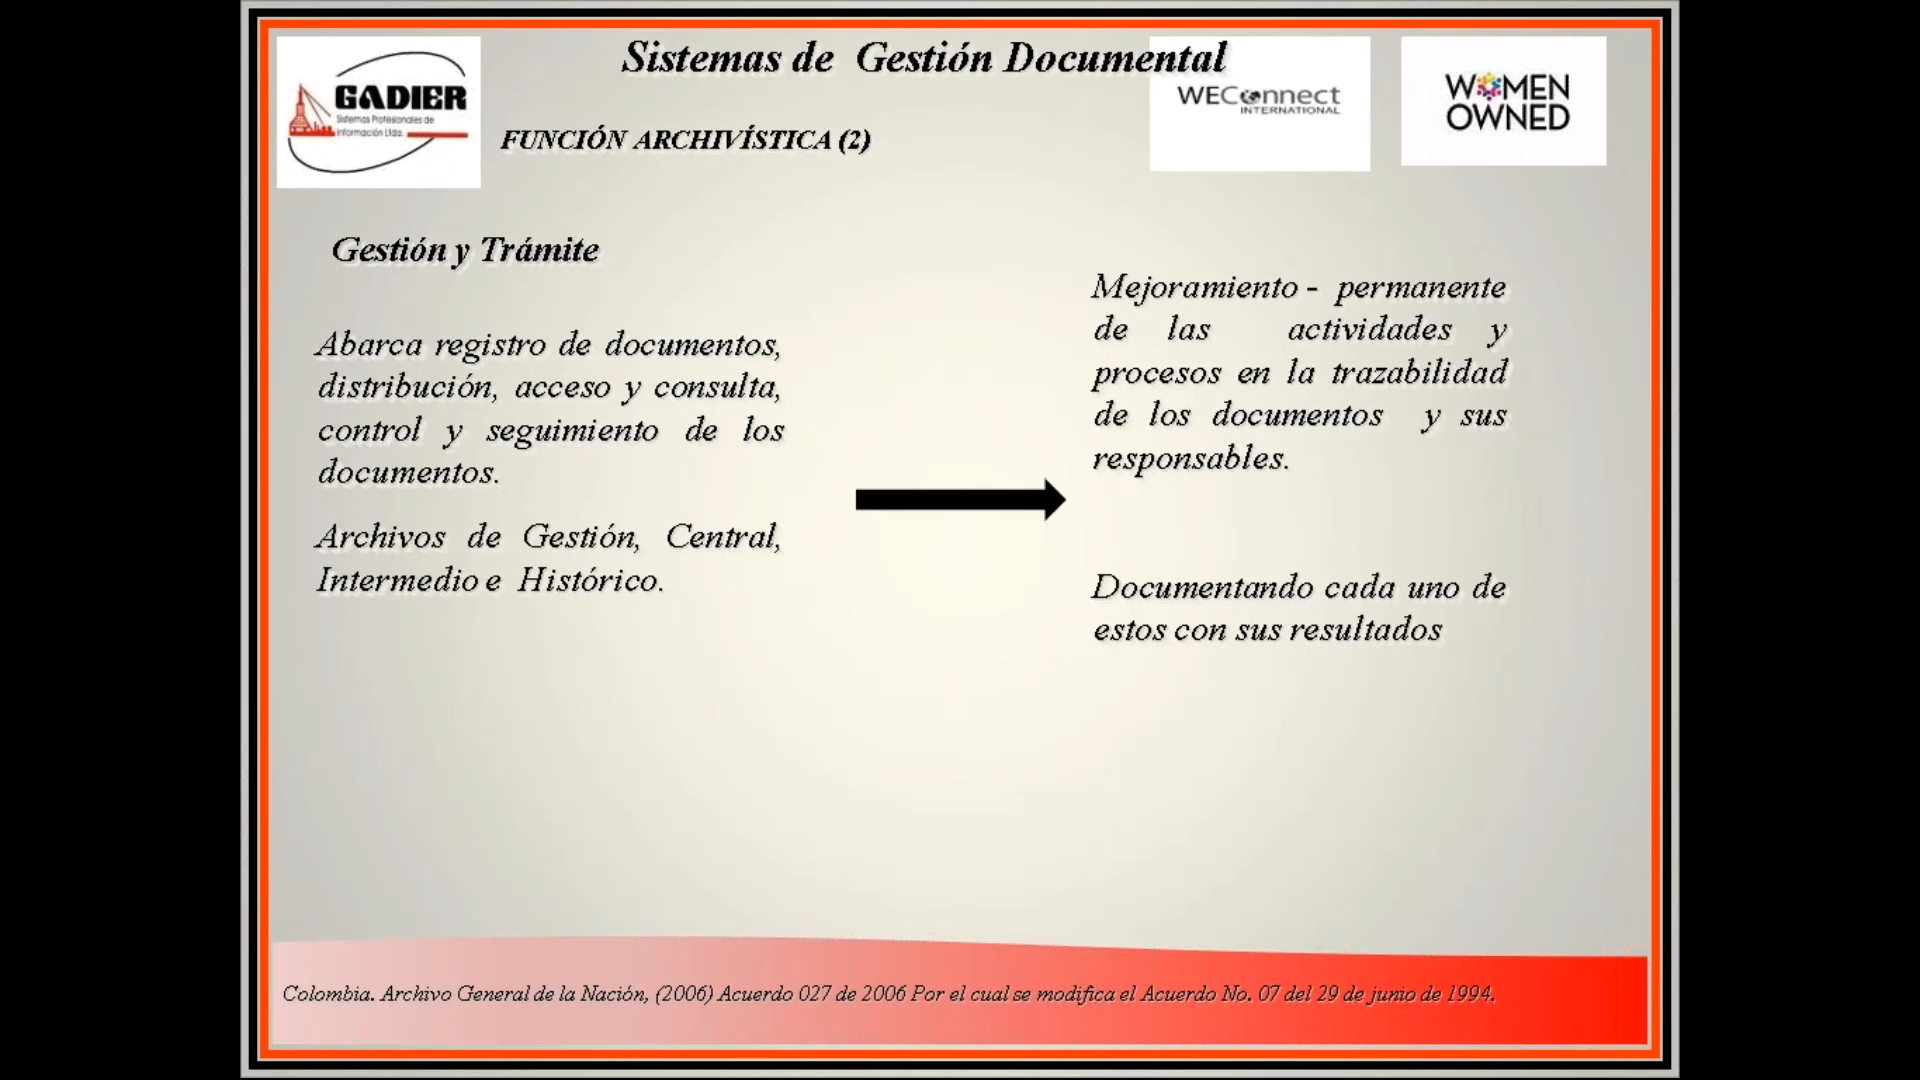 Sistemas de Gestión Documental
GADIER
Sistemas Profesionales de
Información Ltda.
WEConnect
INTERNATIONAL
WOMEN
OWNED
FUNCIÓN ARCHIVÍSTICA (2)
Gestión y Trámite
Abarca registro de documentos,
distribución, acceso y consulta,
control y seguimiento de los
documentos.
Archivos de Gestión, Central,
Intermedio e Histórico.
Mejoramiento - permanente
de las actividades y
procesos en la trazabilidad
de los documentos y sus
responsables.
Documentando cada uno de
estos con sus resultados
Colombia. Archivo General de la Nación, (2006) Acuerdo 027 de 2006 Por el cual se modifica el Acuerdo No. 07 del 29 de junio de 1994.